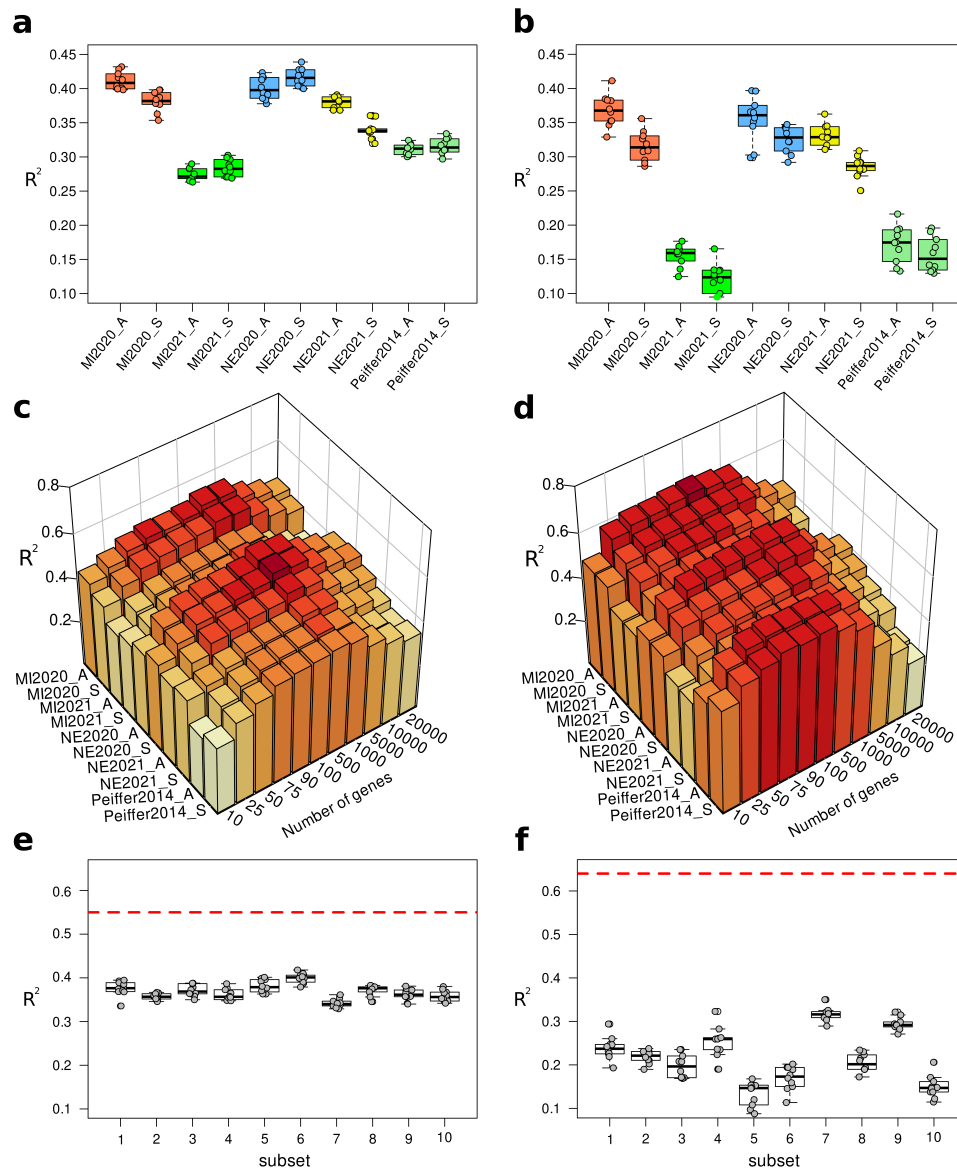 a
b
R²
0.45
0.40
0.35
0.30
0.25
0.20
0.15
0.10
MI2020_A
MI2020_S
MI2021_A
MI2021_S
NE2020_A
NE2020_S
NE2021_A
NE2021_S
Peiffer2014_A
Peiffer2014_S
R²
0.45
0.40
0.35
0.30
0.25
0.20
0.15
0.10
MI2020_A
MI2020_S
MI2021_A
MI2021_S
NE2020_A
NE2020_S
NE2021_A
NE2021_S
Peiffer2014_A
Peiffer2014_S
c
d
R²
0.8
0.6
0.4
0.2
MI2020_A
MI2020_S
MI2021_A
MI2021_S
NE2020_A
NE2020_S
NE2021_A
NE2021_S
Peiffer2014_A
Peiffer2014_S
10
25
50
75
90
100
500
1000
5000
10000
20000
Number of genes
R²
0.8
0.6
0.4
0.2
MI2020_A
MI2020_S
MI2021_A
MI2021_S
NE2020_A
NE2020_S
NE2021_A
NE2021_S
Peiffer2014_A
Peiffer2014_S
10
25
50
75
90
100
500
1000
5000
10000
20000
Number of genes
e
f
R²
0.6
0.5
0.4
0.3
0.2
0.1
1 2 3 4 5 6 7 8 9 10
subset
R²
0.6
0.5
0.4
0.3
0.2
0.1
1 2 3 4 5 6 7 8 9 10
subset